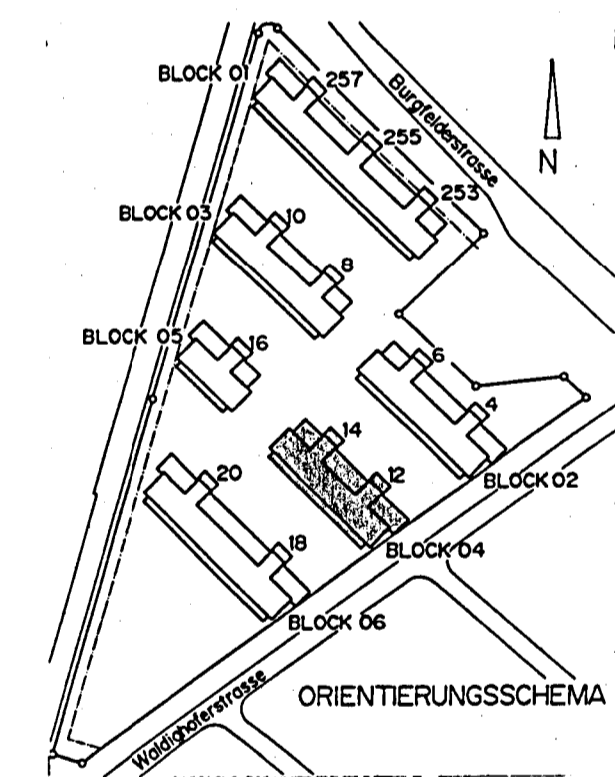 BLOCK 01
257
Burgfelderstrasse
255
N
253
BLOCK 03
10
8
BLOCK 05
16
6
4
14
12
20
BLOCK 02
18
BLOCK 04
BLOCK 06
Waldighoferstrasse
ORIENTIERUNGSSCHEMA